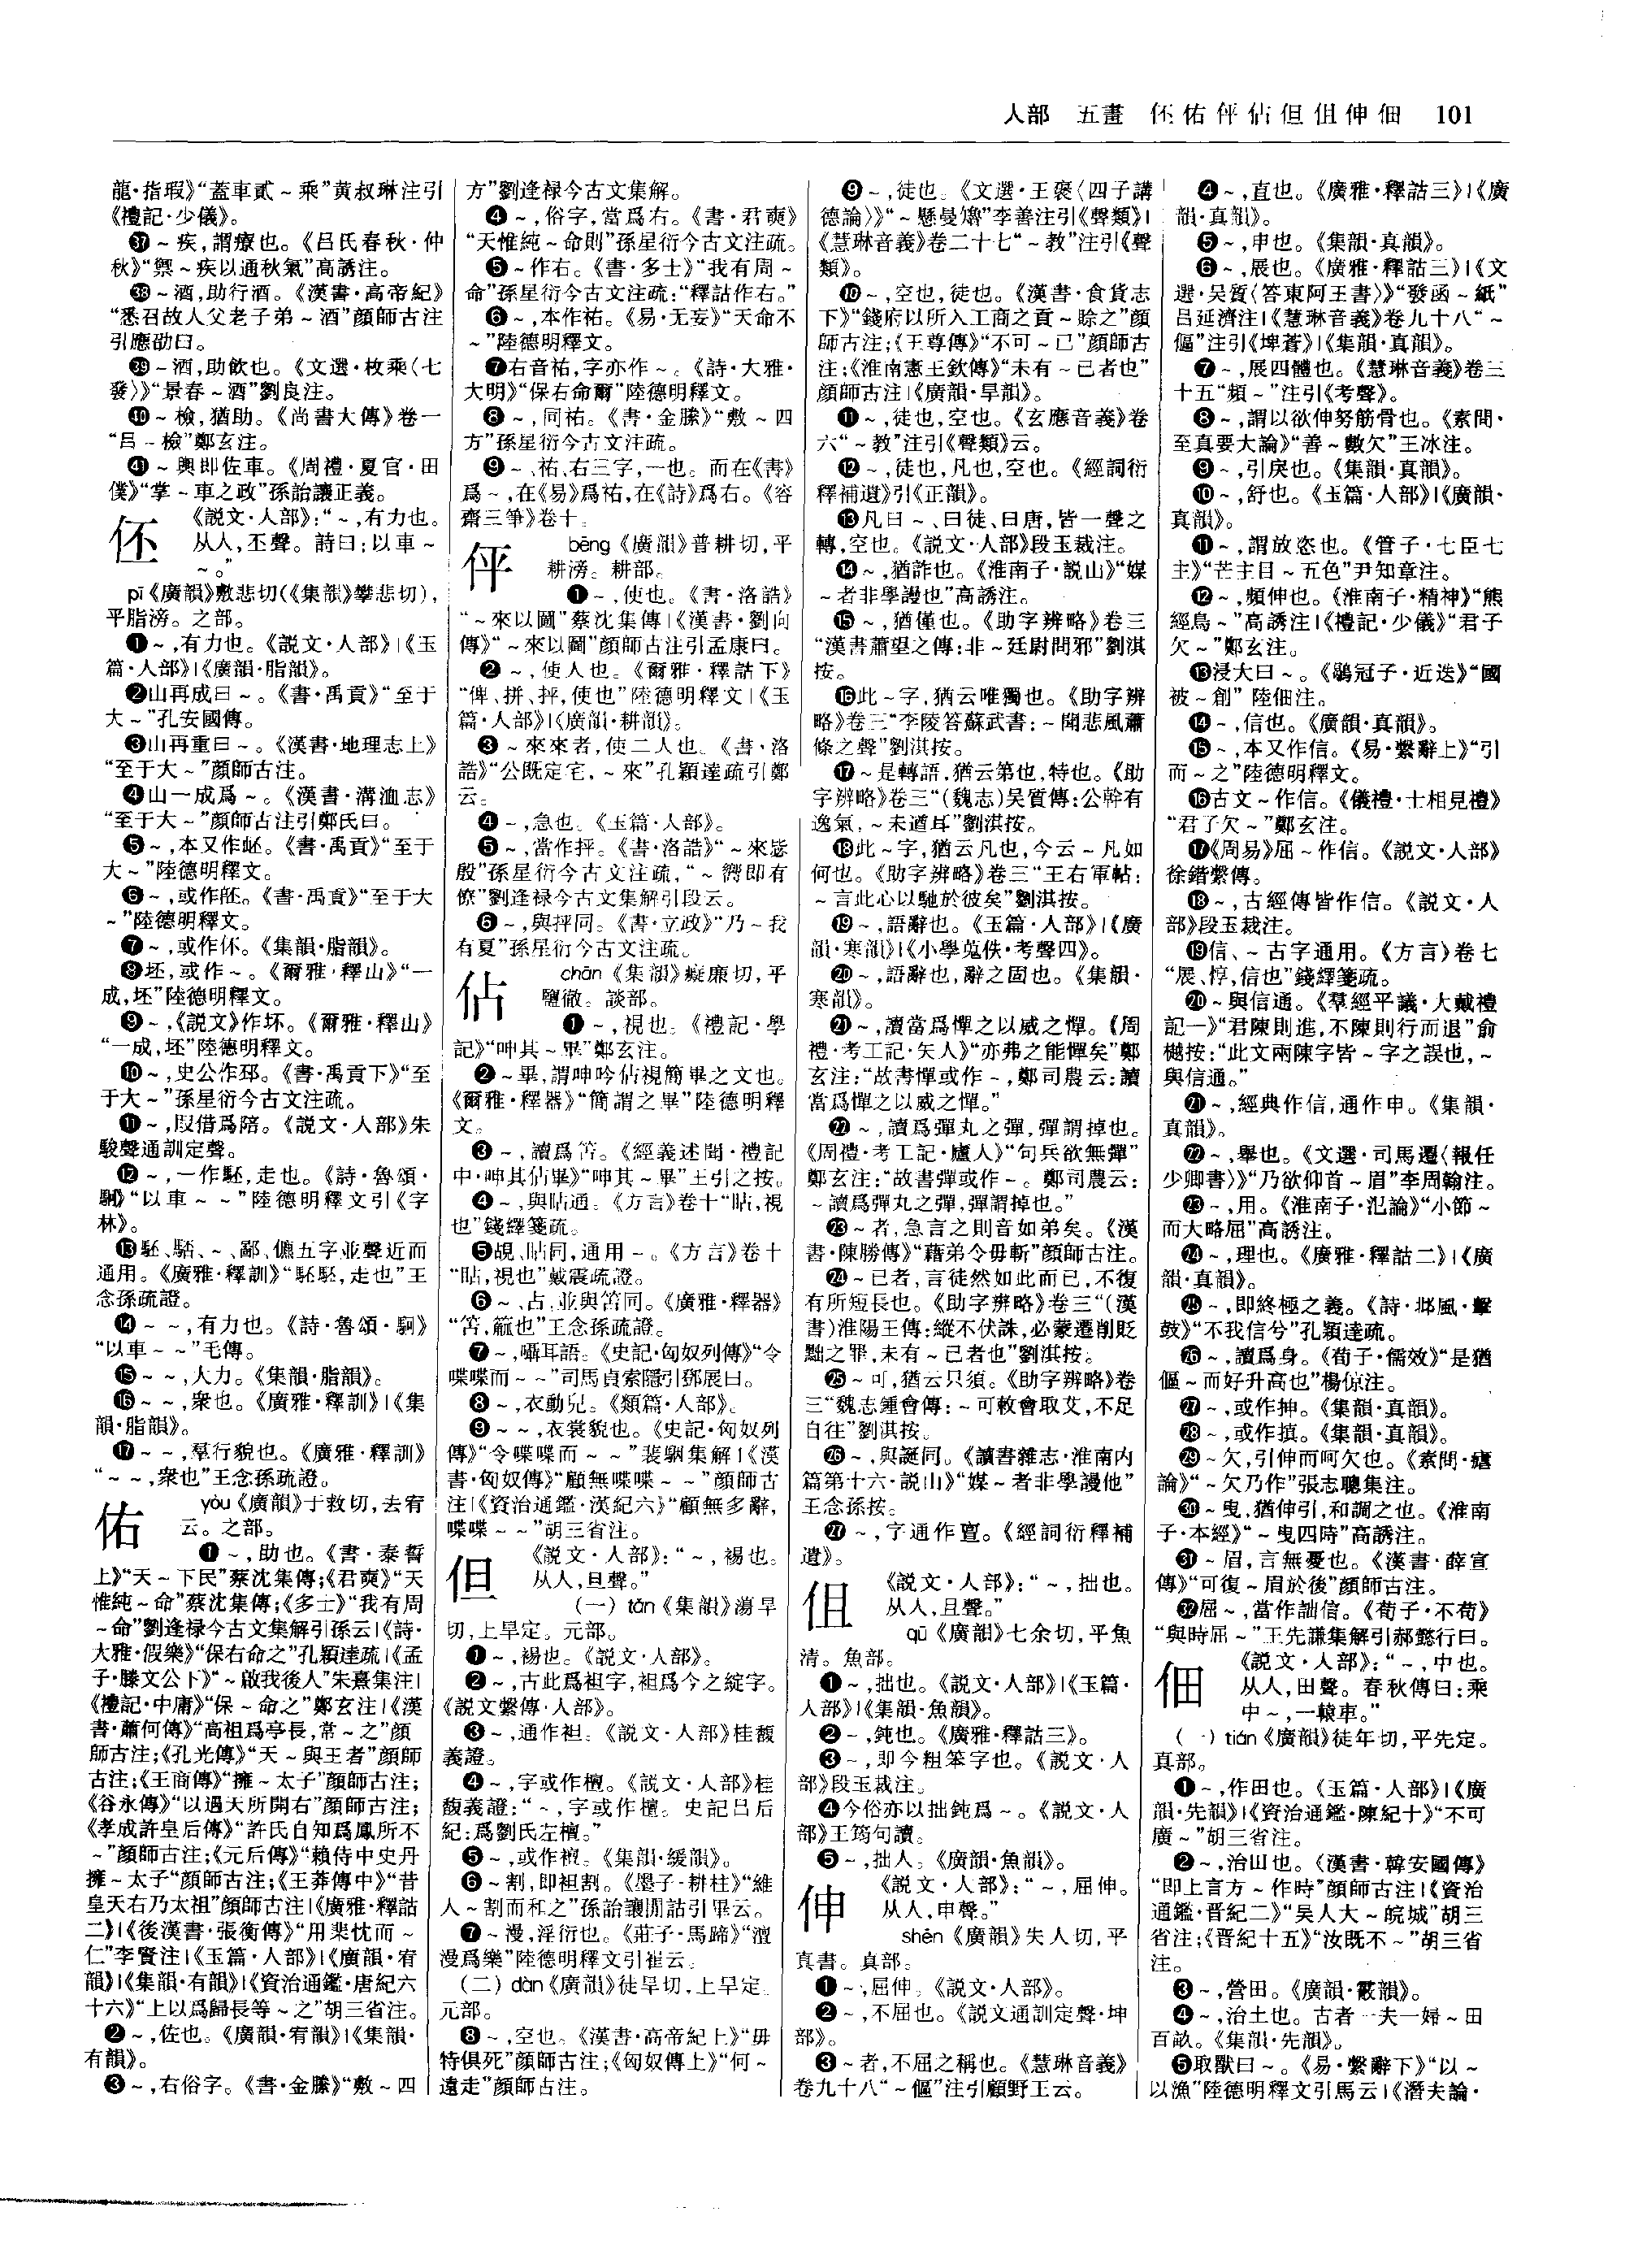 人部 五畫 伾佑伻佔但伹伸佃 101
龍·指瑕》“蓋車貳～乘”黄叔琳注引
《禮記·少儀》。
㊲～疾，謂療也。《吕氏春秋·仲
秋》“禦～疾以通秋氣”高誘注。
㊳～酒，助行酒。《漢書·高帝紀》
“悉召故人父老子弟～酒”顔師古注
引應劭曰。
㊴～酒，助飲也。《文選·枚乘〈七
發〉》“景春～酒”劉良注。
㊵～檢，猶助。《尚書大傳》卷一
“吕～檢”鄭玄注。
㊶～輿即佐車。《周禮·夏官·田
僕》“掌～車之政”孫詒讓正義。
伾 《説文·人部》：“～，有力也。
从人，丕聲。詩曰：以車～
～。”
pī《廣韻》敷悲切(《集韻》攀悲切)，
平脂滂。之部。
❶～，有力也。《説文·人部》|《玉
篇·人部》|《廣韻·脂韻》。
❷山再成曰～。《書·禹貢》“至于
大～”孔安國傳。
❸山再重曰～。《漢書·地理志上》
“至于大～”顔師古注。
❹山一成爲～。《漢書·溝洫志》
“至于大～”顔師古注引鄭氏曰。
❺～，本又作岯。《書·禹貢》“至于
大～”陸德明釋文。
❻～，或作㔻。《書·禹貢》“至于大
～”陸德明釋文。
❼～，或作伓。《集韻·脂韻》。
❽坯，或作～。《爾雅·釋山》“一
成，坯”陸德明釋文。
❾～，《説文》作坏。《爾雅·釋山》
“一成，坯”陸德明釋文。
❿～，史公作邳。《書·禹貢下》“至
于大～”孫星衍今古文注疏。
⓫～，叚借爲陪。《説文·人部》朱
駿聲通訓定聲。
⓬～，一作駓，走也。《詩·魯頌·
駉》“以車～～”陸德明釋文引《字
林》。
⓭駓、䮆、～、鄙、儦五字並聲近而
通用。《廣雅·釋訓》“駓駓，走也”王
念孫疏證。
⓮～～，有力也。《詩·魯頌·駉》
“以車～～”毛傳。
⓯～～，大力。《集韻·脂韻》。
⓰～～，衆也。《廣雅·釋訓》|《集
韻·脂韻》。
⓱～～，羣行貌也。《廣雅·釋訓》
“～～，衆也”王念孫疏證。
佑 yòu《廣韻》于救切，去宥
云。之部。
❶～，助也。《書·泰誓
上》“天～下民”蔡沈集傳；《君奭》“天
惟純～命”蔡沈集傳；《多士》“我有周
～命”劉逢禄今古文集解引孫云|《詩·
大雅·假樂》“保右命之”孔穎達疏|《孟
子·滕文公下》“～啟我後人”朱熹集注|
《禮記·中庸》“保～命之”鄭玄注|《漢
書·蕭何傳》“高祖爲亭長，常～之”顔
師古注；《孔光傳》“天～與王者”顔師
古注；《王商傳》“擁～太子”顔師古注；
《谷永傳》“以遇天所開右”顔師古注；
《孝成許皇后傳》“許氏自知爲鳳所不
～”顔師古注；《元后傳》“賴侍中史丹
擁～太子”顔師古注；《王莽傳中》“昔
皇天右乃太祖”顔師古注|《廣雅·釋詁
二》|《後漢書·張衡傳》“用棐忱而～
仁”李賢注|《玉篇·人部》|《廣韻·宥
韻》|《集韻·有韻》|《資治通鑑·唐紀六
十六》“上以爲歸長等～之”胡三省注。
❷～，佐也。《廣韻·宥韻》|《集韻·
有韻》。
❸～，右俗字。《書·金縢》“敷～四
方”劉逢禄今古文集解。
❹～，俗字，當爲右。《書·君奭》
“天惟純～命則”孫星衍今古文注疏。
❺～作右。《書·多士》“我有周～
命”孫星衍今古文注疏：“釋詁作右。”
❻～，本作祐。《易·无妄》“天命不
～”陸德明釋文。
❼右音祐，字亦作～。《詩·大雅·
大明》“保右命爾”陸德明釋文。
❽～，同祐。《書·金縢》“敷～四
方”孫星衍今古文注疏。
❾～、祐、右三字，一也。而在《書》
爲～，在《易》爲祐，在《詩》爲右。《容
齋三筆》卷十。
伻 bēng《廣韻》普耕切，平
耕滂。耕部。
❶～，使也。《書·洛誥》
“～來以圖”蔡沈集傳|《漢書·劉向
傳》“～來以圖”顔師古注引孟康曰。
❷～，使人也。《爾雅·釋詁下》
“俾、拼、抨，使也”陸德明釋文|《玉
篇·人部》|《廣韻·耕韻》。
❸～來來者，使二人也。《書·洛
誥》“公既定宅，～來”孔穎達疏引鄭
云。
❹～，急也。《玉篇·人部》。
❺～，當作抨。《書·洛誥》“～來毖
殷”孫星衍今古文注疏，“～嚮即有
僚”劉逢禄今古文集解引段云。
❻～，與抨同。《書·立政》“乃～我
有夏”孫星衍今古文注疏。
佔 chān《集韻》癡廉切，平
鹽徹。談部。
❶～，視也。《禮記·學
記》“呻其～畢”鄭玄注。
❷～畢，謂呻吟佔視簡畢之文也。
《爾雅·釋器》“簡謂之畢”陸德明釋
文。
❸～，讀爲笘。《經義述聞·禮記
中·呻其佔畢》“呻其～畢”王引之按。
❹～，與貼通。《方言》卷十“貼，視
也”錢繹箋疏。
❺覘、貼同，通用～。《方言》卷十
“貼，視也”戴震疏證。
❻～、占，並與笘同。《廣雅·釋器》
“笘，籥也”王念孫疏證。
❼～，囁耳語。《史記·匈奴列傳》“令
喋喋而～～”司馬貞索隱引鄧展曰。
❽～，衣動皃。《類篇·人部》。
❾～～，衣裳貌也。《史記·匈奴列
傳》“令喋喋而～～”裴駰集解|《漢
書·匈奴傳》“顧無喋喋～～”顔師古
注|《資治通鑑·漢紀六》“顧無多辭，
喋喋～～”胡三省注。
但 《説文·人部》：“～，裼也。
从人，旦聲。”
(一) tǎn《集韻》蕩旱
切，上旱定。元部。
❶～，裼也。《説文·人部》。
❷～，古此爲袒字，袒爲今之綻字。
《説文繫傳·人部》。
❸～，通作袒。《説文·人部》桂馥
義證。
❹～，字或作襢。《説文·人部》桂
馥義證：“～，字或作襢。史記吕后
紀：爲劉氏左襢。”
❺～，或作襢。《集韻·緩韻》。
❻～割，即袒割。《墨子·耕柱》“維
人～割而和之”孫詒讓閒詁引畢云。
❼～漫，淫衍也。《莊子·馬蹄》“澶
漫爲樂”陸德明釋文引崔云。
(二) dàn《廣韻》徒旱切，上旱定。
元部。
❽～，空也。《漢書·高帝紀上》“毋
特俱死”顔師古注；《匈奴傳上》“何～
遠走”顔師古注。
❾～，徒也。《文選·王褒〈四子講
德論〉》“～懸曼矰”李善注引《聲類》|
《慧琳音義》卷二十七“～教”注引《聲
類》。
❿～，空也，徒也。《漢書·食貨志
下》“錢府以所入工商之貢～賒之”顔
師古注；《王尊傳》“不可～已”顔師古
注；《淮南憲王欽傳》“未有～已者也”
顔師古注|《廣韻·旱韻》。
⓫～，徒也，空也。《玄應音義》卷
六“～教”注引《聲類》云。
⓬～，徒也，凡也，空也。《經詞衍
釋補遺》引《正韻》。
⓭凡曰～、曰徒、曰唐，皆一聲之
轉，空也。《説文·人部》段玉裁注。
⓮～，猶詐也。《淮南子·説山》“媒
～者非學謾也”高誘注。
⓯～，猶僅也。《助字辨略》卷三
“漢書蕭望之傳：非～廷尉問邪”劉淇
按。
⓰此～字，猶云唯獨也。《助字辨
略》卷三“李陵答蘇武書：～聞悲風蕭
條之聲”劉淇按。
⓱～是轉語，猶云第也，特也。《助
字辨略》卷三“(魏志)吴質傳：公幹有
逸氣，～未遒耳”劉淇按。
⓲此～字，猶云凡也，今云～凡如
何也。《助字辨略》卷三“王右軍帖：
～言此心以馳於彼矣”劉淇按。
⓳～，語辭也。《玉篇·人部》|《廣
韻·寒韻》|《小學蒐佚·考聲四》。
⓴～，語辭也，辭之固也。《集韻·
寒韻》。
㉑～，讀當爲憚之以威之憚。《周
禮·考工記·矢人》“亦弗之能憚矣”鄭
玄注：“故書憚或作～，鄭司農云：讀
當爲憚之以威之憚。”
㉒～，讀爲彈丸之彈，彈謂掉也。
《周禮·考工記·廬人》“句兵欲無彈”
鄭玄注：“故書彈或作～。鄭司農云：
～讀爲彈丸之彈，彈謂掉也。”
㉓～者，急言之則音如弟矣。《漢
書·陳勝傳》“藉弟令毋斬”顔師古注。
㉔～已者，言徒然如此而已，不復
有所短長也。《助字辨略》卷三“(漢
書)淮陽王傳：縱不伏誅，必蒙遷削貶
黜之罪，未有～已者也”劉淇按。
㉕～可，猶云只須。《助字辨略》卷
三“魏志鍾會傳：～可敕會取艾，不足
自往”劉淇按。
㉖～，與誕同。《讀書雜志·淮南内
篇第十六·説山》“媒～者非學謾他”
王念孫按。
㉗～，字通作亶。《經詞衍釋補
遺》。
伹 《説文·人部》：“～，拙也。
从人，且聲。”
qū《廣韻》七余切，平魚
清。魚部。
❶～，拙也。《説文·人部》|《玉篇·
人部》|《集韻·魚韻》。
❷～，鈍也。《廣雅·釋詁三》。
❸～，即今粗笨字也。《説文·人
部》段玉裁注。
❹今俗亦以拙鈍爲～。《説文·人
部》王筠句讀。
❺～，拙人。《廣韻·魚韻》。
伸 《説文·人部》：“～，屈伸。
从人，申聲。”
shēn《廣韻》失人切，平
真書。真部。
❶～，屈伸。《説文·人部》。
❷～，不屈也。《説文通訓定聲·坤
部》。
❸～者，不屈之稱也。《慧琳音義》
卷九十八“～傴”注引顧野王云。
❹～，直也。《廣雅·釋詁三》|《廣
韻·真韻》。
❺～，申也。《集韻·真韻》。
❻～，展也。《廣雅·釋詁三》|《文
選·吴質〈答東阿王書〉》“發函～紙”
吕延濟注|《慧琳音義》卷九十八“～
傴”注引《埤蒼》|《集韻·真韻》。
❼～，展四體也。《慧琳音義》卷三
十五“頻～”注引《考聲》。
❽～，謂以欲伸努筋骨也。《素問·
至真要大論》“善～數欠”王冰注。
❾～，引戾也。《集韻·真韻》。
❿～，舒也。《玉篇·人部》|《廣韻·
真韻》。
⓫～，謂放恣也。《管子·七臣七
主》“芒主目～五色”尹知章注。
⓬～，頻伸也。《淮南子·精神》“熊
經鳥～”高誘注|《禮記·少儀》“君子
欠～”鄭玄注。
⓭浸大曰～。《鶡冠子·近迭》“國
被～創”陸佃注。
⓮～，信也。《廣韻·真韻》。
⓯～，本又作信。《易·繫辭上》“引
而～之”陸德明釋文。
⓰古文～作信。《儀禮·士相見禮》
“君子欠～”鄭玄注。
⓱《周易》屈～作信。《説文·人部》
徐鍇繫傳。
⓲～，古經傳皆作信。《説文·人
部》段玉裁注。
⓳信、～古字通用。《方言》卷七
“展、惇，信也”錢繹箋疏。
⓴～與信通。《羣經平議·大戴禮
記一》“君陳則進，不陳則行而退”俞
樾按：“此文兩陳字皆～字之誤也，～
與信通。”
㉑～，經典作信，通作申。《集韻·
真韻》。
㉒～，舉也。《文選·司馬遷〈報任
少卿書〉》“乃欲仰首～眉”李周翰注。
㉓～，用。《淮南子·氾論》“小節～
而大略屈”高誘注。
㉔～，理也。《廣雅·釋詁二》|《廣
韻·真韻》。
㉕～，即終極之義。《詩·邶風·擊
鼓》“不我信兮”孔穎達疏。
㉖～，讀爲身。《荀子·儒效》“是猶
傴～而好升高也”楊倞注。
㉗～，或作抻。《集韻·真韻》。
㉘～，或作搷。《集韻·真韻》。
㉙～欠，引伸而呵欠也。《素問·瘧
論》“～欠乃作”張志聰集注。
㉚～曳，猶伸引，和調之也。《淮南
子·本經》“～曳四時”高誘注。
㉛～眉，言無憂也。《漢書·薛宣
傳》“可復～眉於後”顔師古注。
㉜屈～，當作詘信。《荀子·不苟》
“與時屈～”王先謙集解引郝懿行曰。
佃 《説文·人部》：“～，中也。
从人，田聲。春秋傳曰：乘
中～，一轅車。”
(一) tián《廣韻》徒年切，平先定。
真部。
❶～，作田也。《玉篇·人部》|《廣
韻·先韻》|《資治通鑑·陳紀十》“不可
廣～”胡三省注。
❷～，治田也。《漢書·韓安國傳》
“即上言方～作時”顔師古注|《資治
通鑑·晋紀二》“吴人大～皖城”胡三
省注；《晋紀十五》“汝既不～”胡三省
注。
❸～，營田。《廣韻·霰韻》。
❹～，治土也。古者一夫一婦～田
百畝。《集韻·先韻》。
❺取獸曰～。《易·繫辭下》“以～
以漁”陸德明釋文引馬云|《潛夫論·